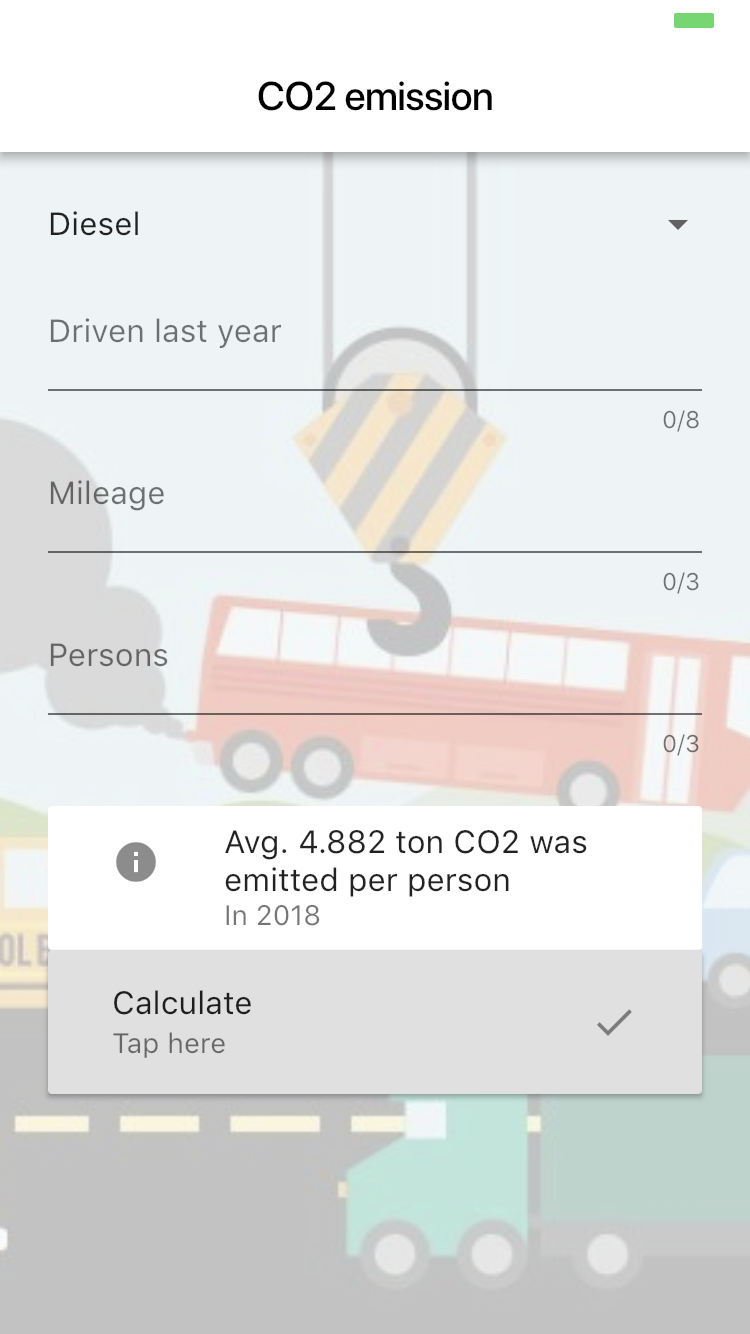 CO2 emission
Diesel
Driven last year
0/8
Mileage
0/3
Persons
0/3
Avg. 4.882 ton CO2 was
emitted per person
In 2018
OL B
Calculate
Tap here